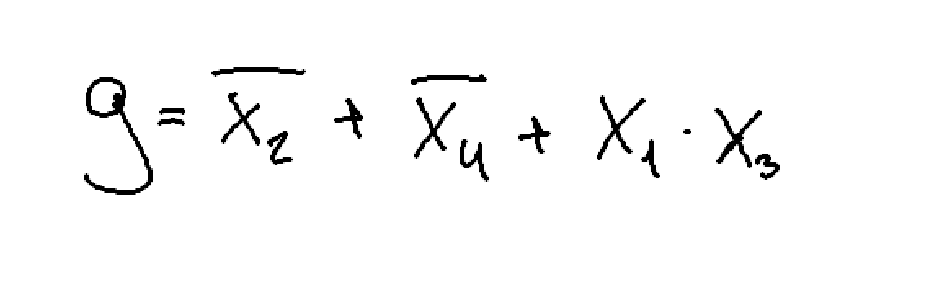 g = x̅₂ + x̅₄ + x₁ · x₃